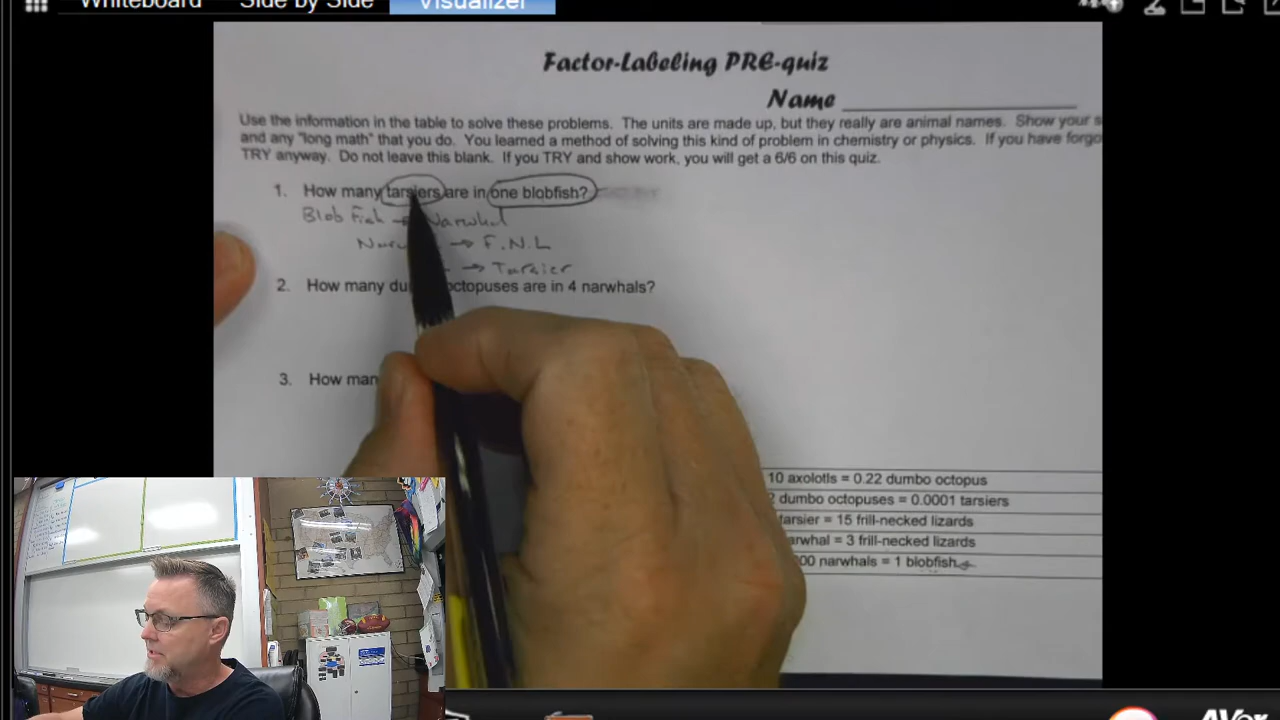 Whiteboard Side by Side Visualizer
Factor-Labeling PRE-quiz
Name
Use the information in the table to solve these problems. The units are made up, but they really are animal names. Show your
and any "long math" that you do. You learned a method of solving this kind of problem in chemistry or physics. If you have forgo
TRY anyway. Do not leave this blank. If you TRY and show work, you will get a 6/6 on this quiz.
1. How many tarsiers are in one blobfish?
Blob Fish → Narwhal
→ F.N.L
→ Tarsier
2. How many octopuses are in 4 narwhals?
3. How man
10 axolotls = 0.22 dumbo octopus
2 dumbo octopuses = 0.0001 tarsiers
tarsier = 15 frill-necked lizards
arwhal = 3 frill-necked lizards
00 narwhals = 1 blobfish
AVer